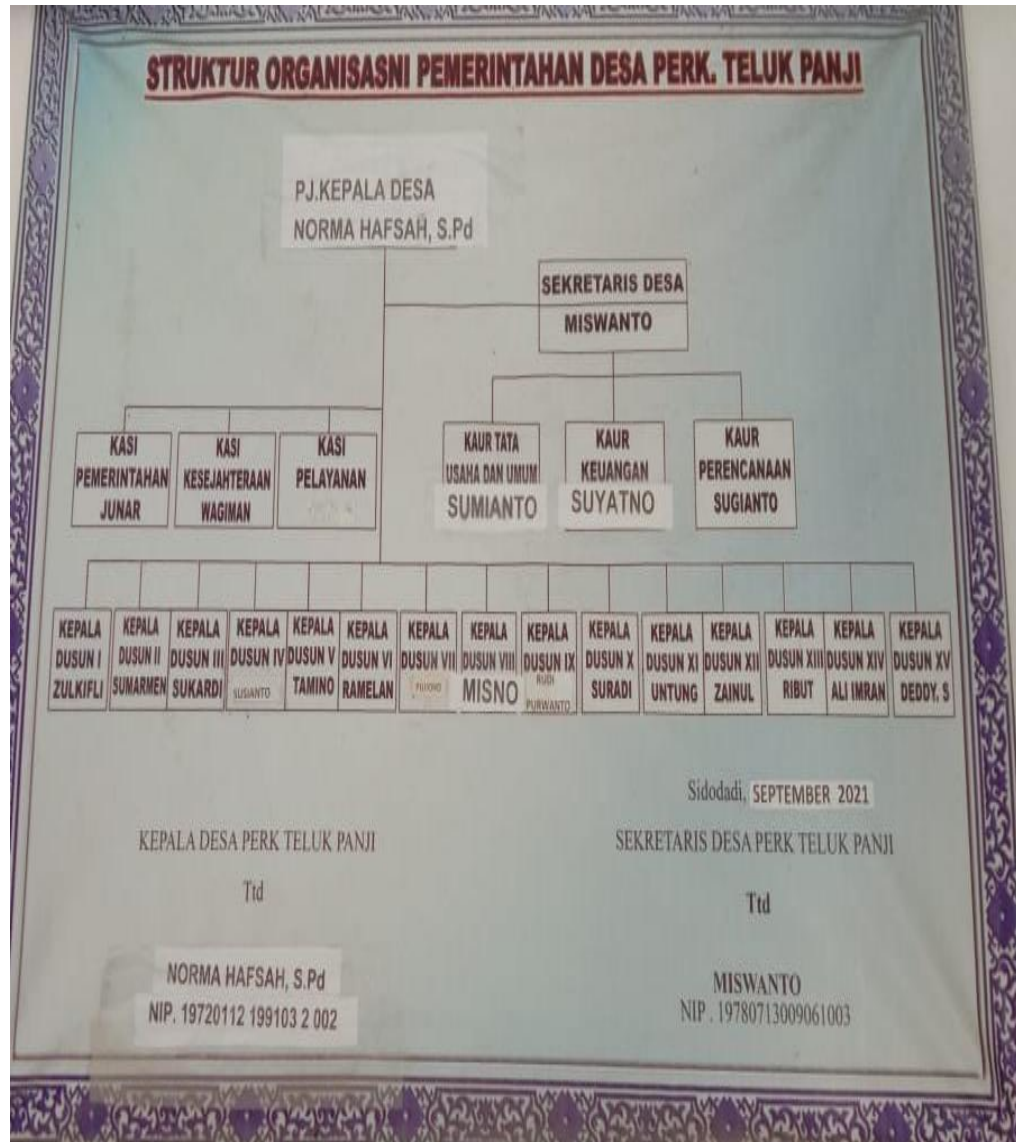 STRUKTUR ORGANISASNI PEMERINTAHAN DESA PERK. TELUK PANJI
PJ.KEPALA DESA
NORMA HAFSAH, S.Pd
SEKRETARIS DESA
MISWANTO
KASI
PEMERINTAHAN
JUNAR
KASI
KESEJAHTERAAN
WAGIMAN
KASI
PELAYANAN
KAUR TATA
USAHA DAN UMUM
SUMIANTO
KAUR
KEUANGAN
SUYATNO
KAUR
PERENCANAAN
SUGIANTO
KEPALA
DUSUN I
ZULKIFLI
KEPALA
DUSUN II
SUMARMEN
KEPALA
DUSUN III
SUKARDI
KEPALA
DUSUN IV
SUSIANTO
KEPALA
DUSUN V
TAMINO
KEPALA
DUSUN VI
RAMELAN
KEPALA
DUSUN VII
KEPALA
DUSUN VIII
MISNO
KEPALA
DUSUN IX
RUDI
PURWANTO
KEPALA
DUSUN X
SURADI
KEPALA
DUSUN XI
UNTUNG
KEPALA
DUSUN XII
ZAINUL
KEPALA
DUSUN XIII
RIBUT
KEPALA
DUSUN XIV
ALI IMRAN
KEPALA
DUSUN XV
DEDDY. S
Sidodadi, SEPTEMBER 2021
KEPALA DESA PERK TELUK PANJI
Ttd
NORMA HAFSAH, S.Pd
NIP. 19720112 199103 2 002
SEKRETARIS DESA PERK TELUK PANJI
Ttd
MISWANTO
NIP . 19780713009061003